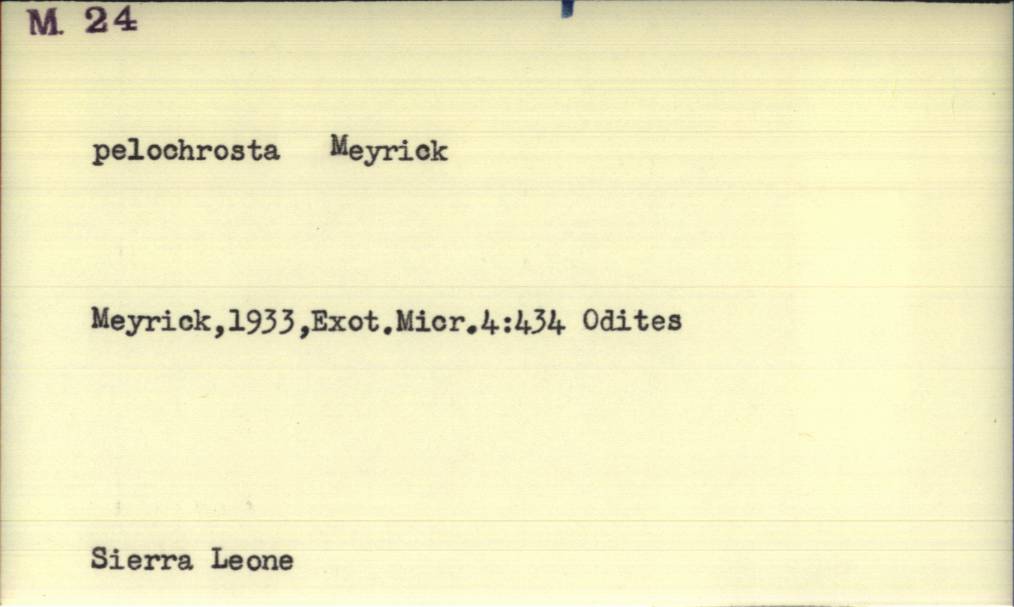 M. 24
pelochrosta Meyrick
Meyrick,1933,Exot.Micr.4:434 Odites
Sierra Leone